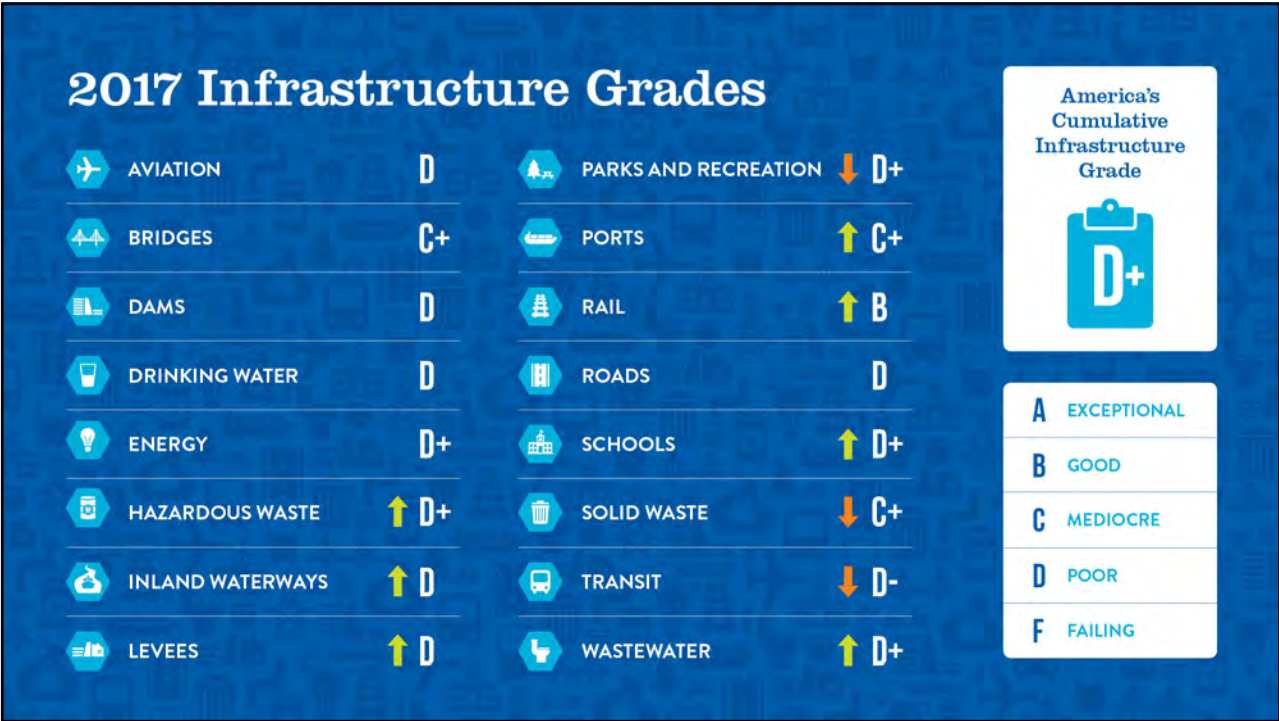 2017 Infrastructure Grades
AVIATION D
BRIDGES C+
DAMS D
DRINKING WATER D
ENERGY D+
HAZARDOUS WASTE D+
INLAND WATERWAYS D
LEVEES D
PARKS AND RECREATION D+
PORTS C+
RAIL B
ROADS D
SCHOOLS D+
SOLID WASTE C+
TRANSIT D-
WASTEWATER D+
America's
Cumulative
Infrastructure
Grade
D+
A EXCEPTIONAL
B GOOD
C MEDIOCRE
D POOR
F FAILING